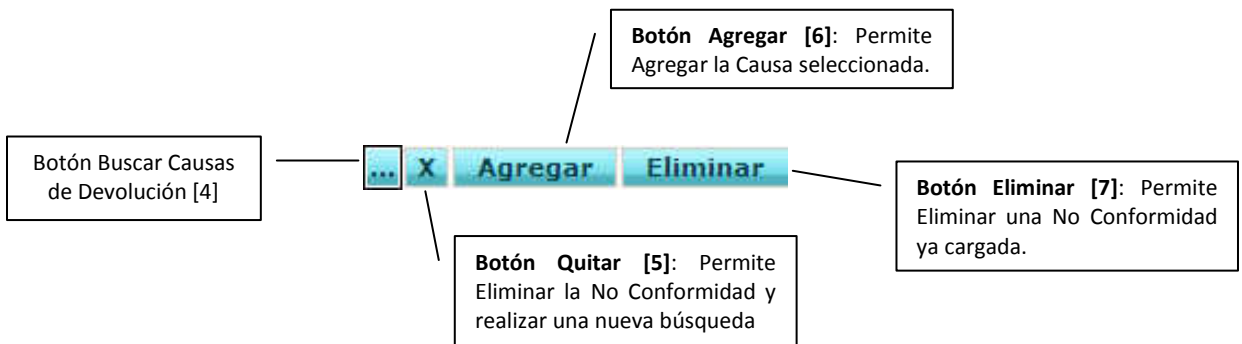 Botón Agregar [6]: Permite
Agregar la Causa seleccionada.
Botón Buscar Causas
de Devolución [4]
... X Agregar Eliminar
Botón Eliminar [7]: Permite
Eliminar una No Conformidad
ya cargada.
Botón Quitar [5]: Permite
Eliminar la No Conformidad y
realizar una nueva búsqueda